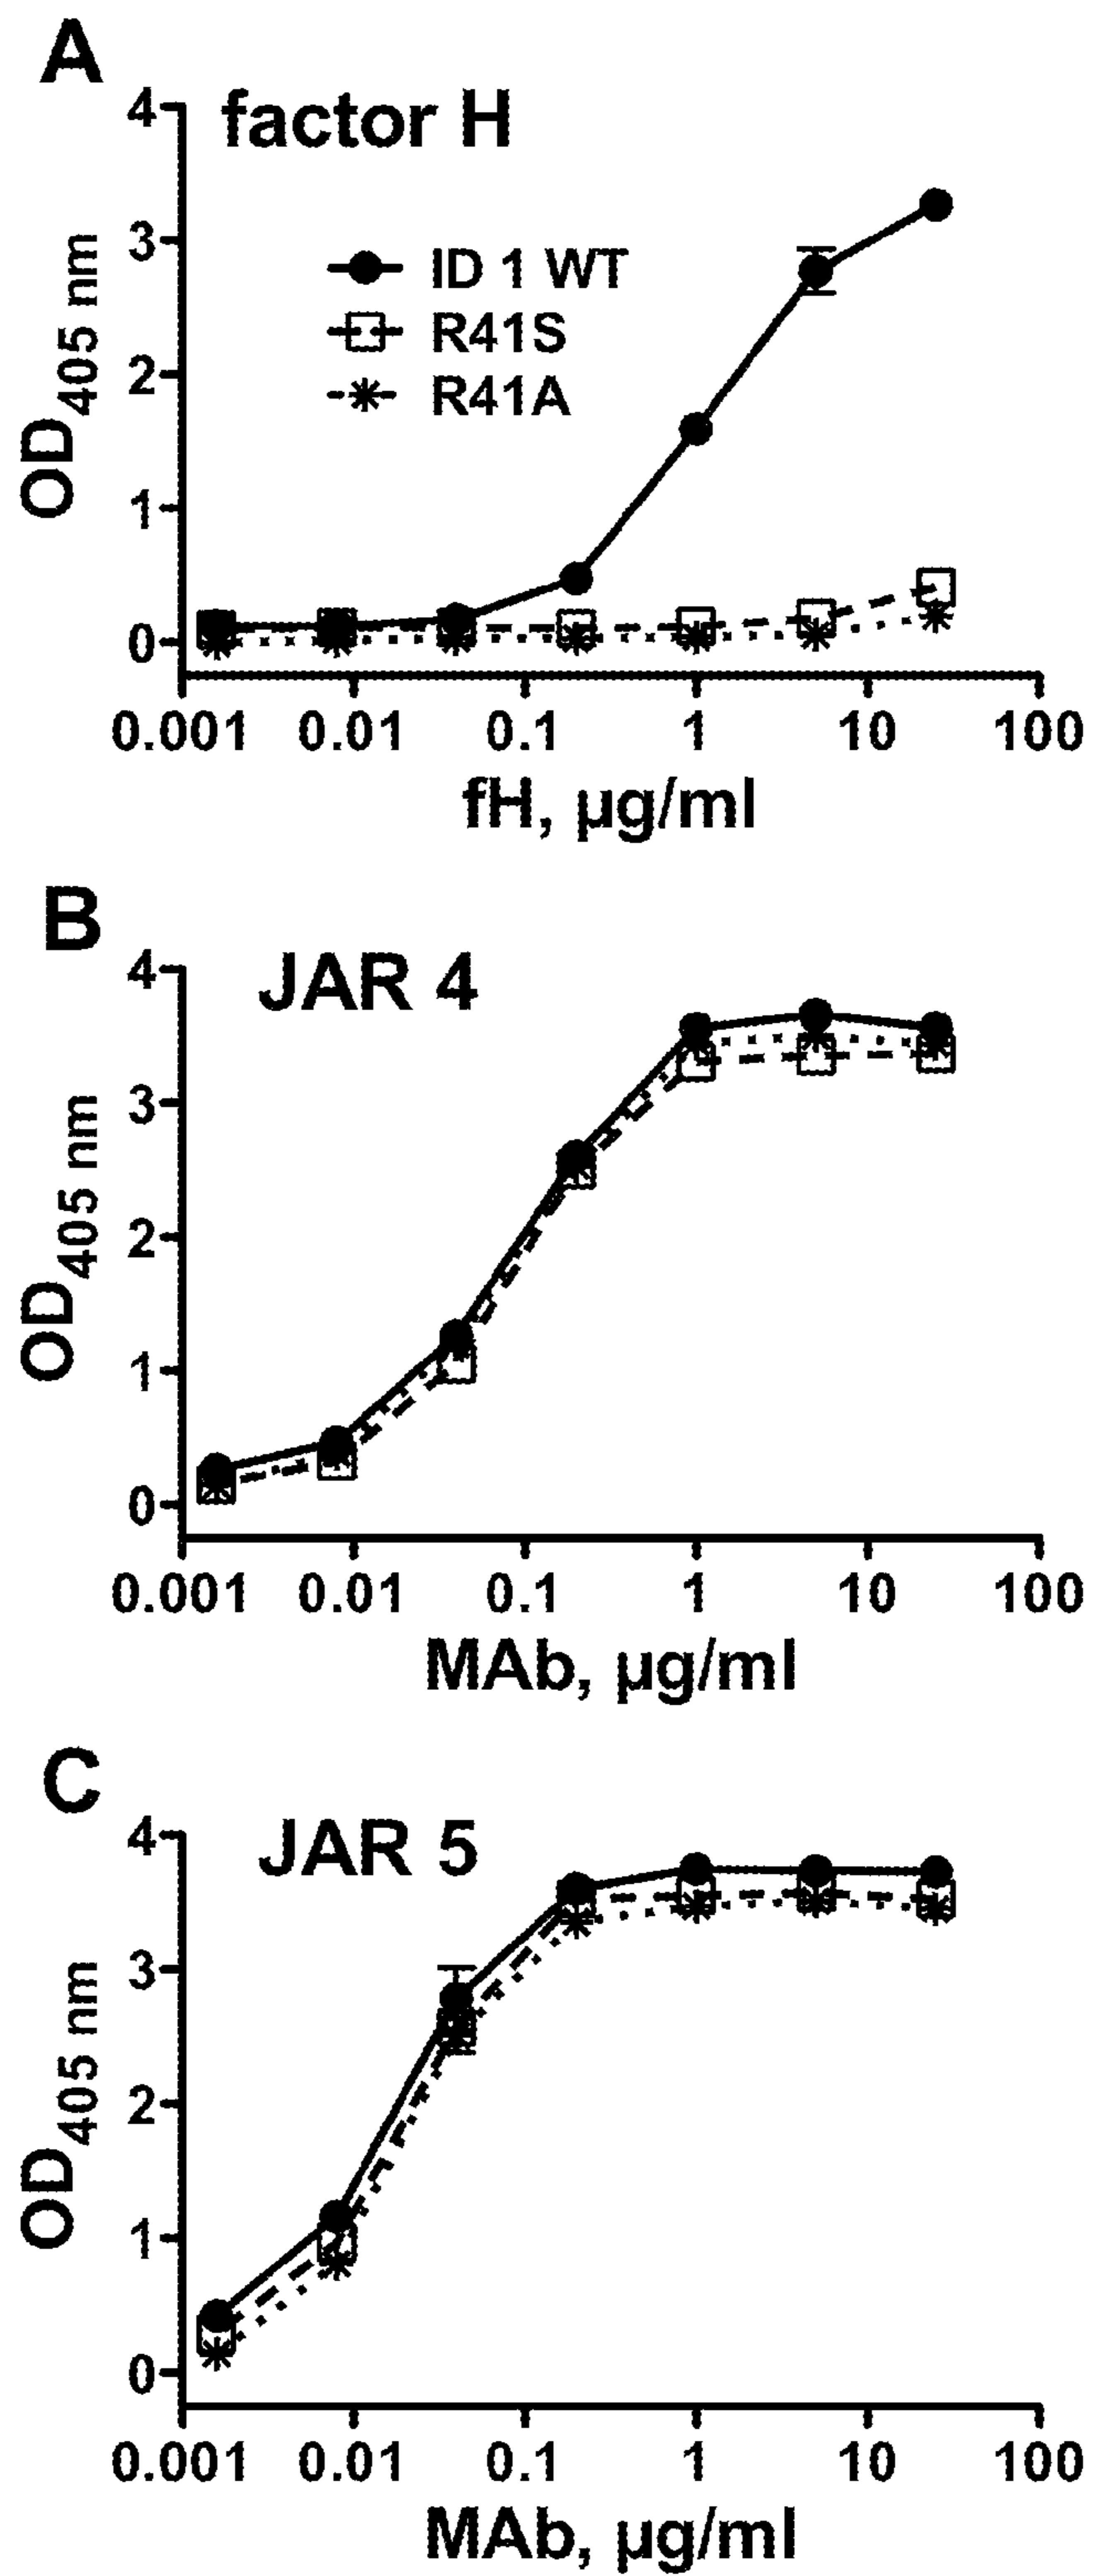 A
factor H
4
3
2
1
0
OD405 nm
ID 1 WT
R41S
R41A
0.001 0.01 0.1 1 10 100
fH, µg/ml
B
JAR 4
4
3
2
1
0
OD405 nm
0.001 0.01 0.1 1 10 100
MAb, µg/ml
C
JAR 5
4
3
2
1
0
OD405 nm
0.001 0.01 0.1 1 10 100
MAb, µg/ml